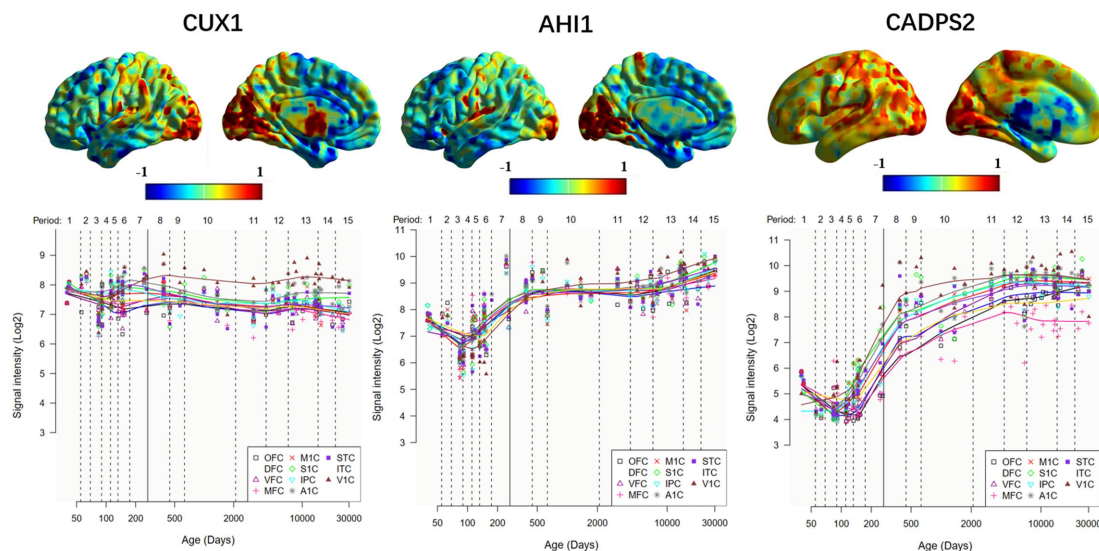 CUX1
AHI1
CADPS2
-1 1
-1 1
-1 1
Period: 1 2 3 4 5 6 7 8 9 10 11 12 13 14 15
Period: 1 2 3 4 5 6 7 8 9 10 11 12 13 14 15
Period: 1 2 3 4 5 6 7 8 9 10 11 12 13 14 15
Signal intensity (Log2)
9
8
7
6
5
4
3
OFC M1C STC
DFC S1C ITC
VFC IPC V1C
MFC A1C
50 100 200 500 2000 10000 30000
Age (Days)
Signal intensity (Log2)
11
10
9
8
7
6
5
4
3
OFC M1C STC
DFC S1C ITC
VFC IPC V1C
MFC A1C
50 100 200 500 2000 10000 30000
Age (Days)
Signal intensity (Log2)
11
10
9
8
7
6
5
4
3
OFC M1C STC
DFC S1C ITC
VFC IPC V1C
MFC A1C
50 100 200 500 2000 10000 30000
Age (Days)